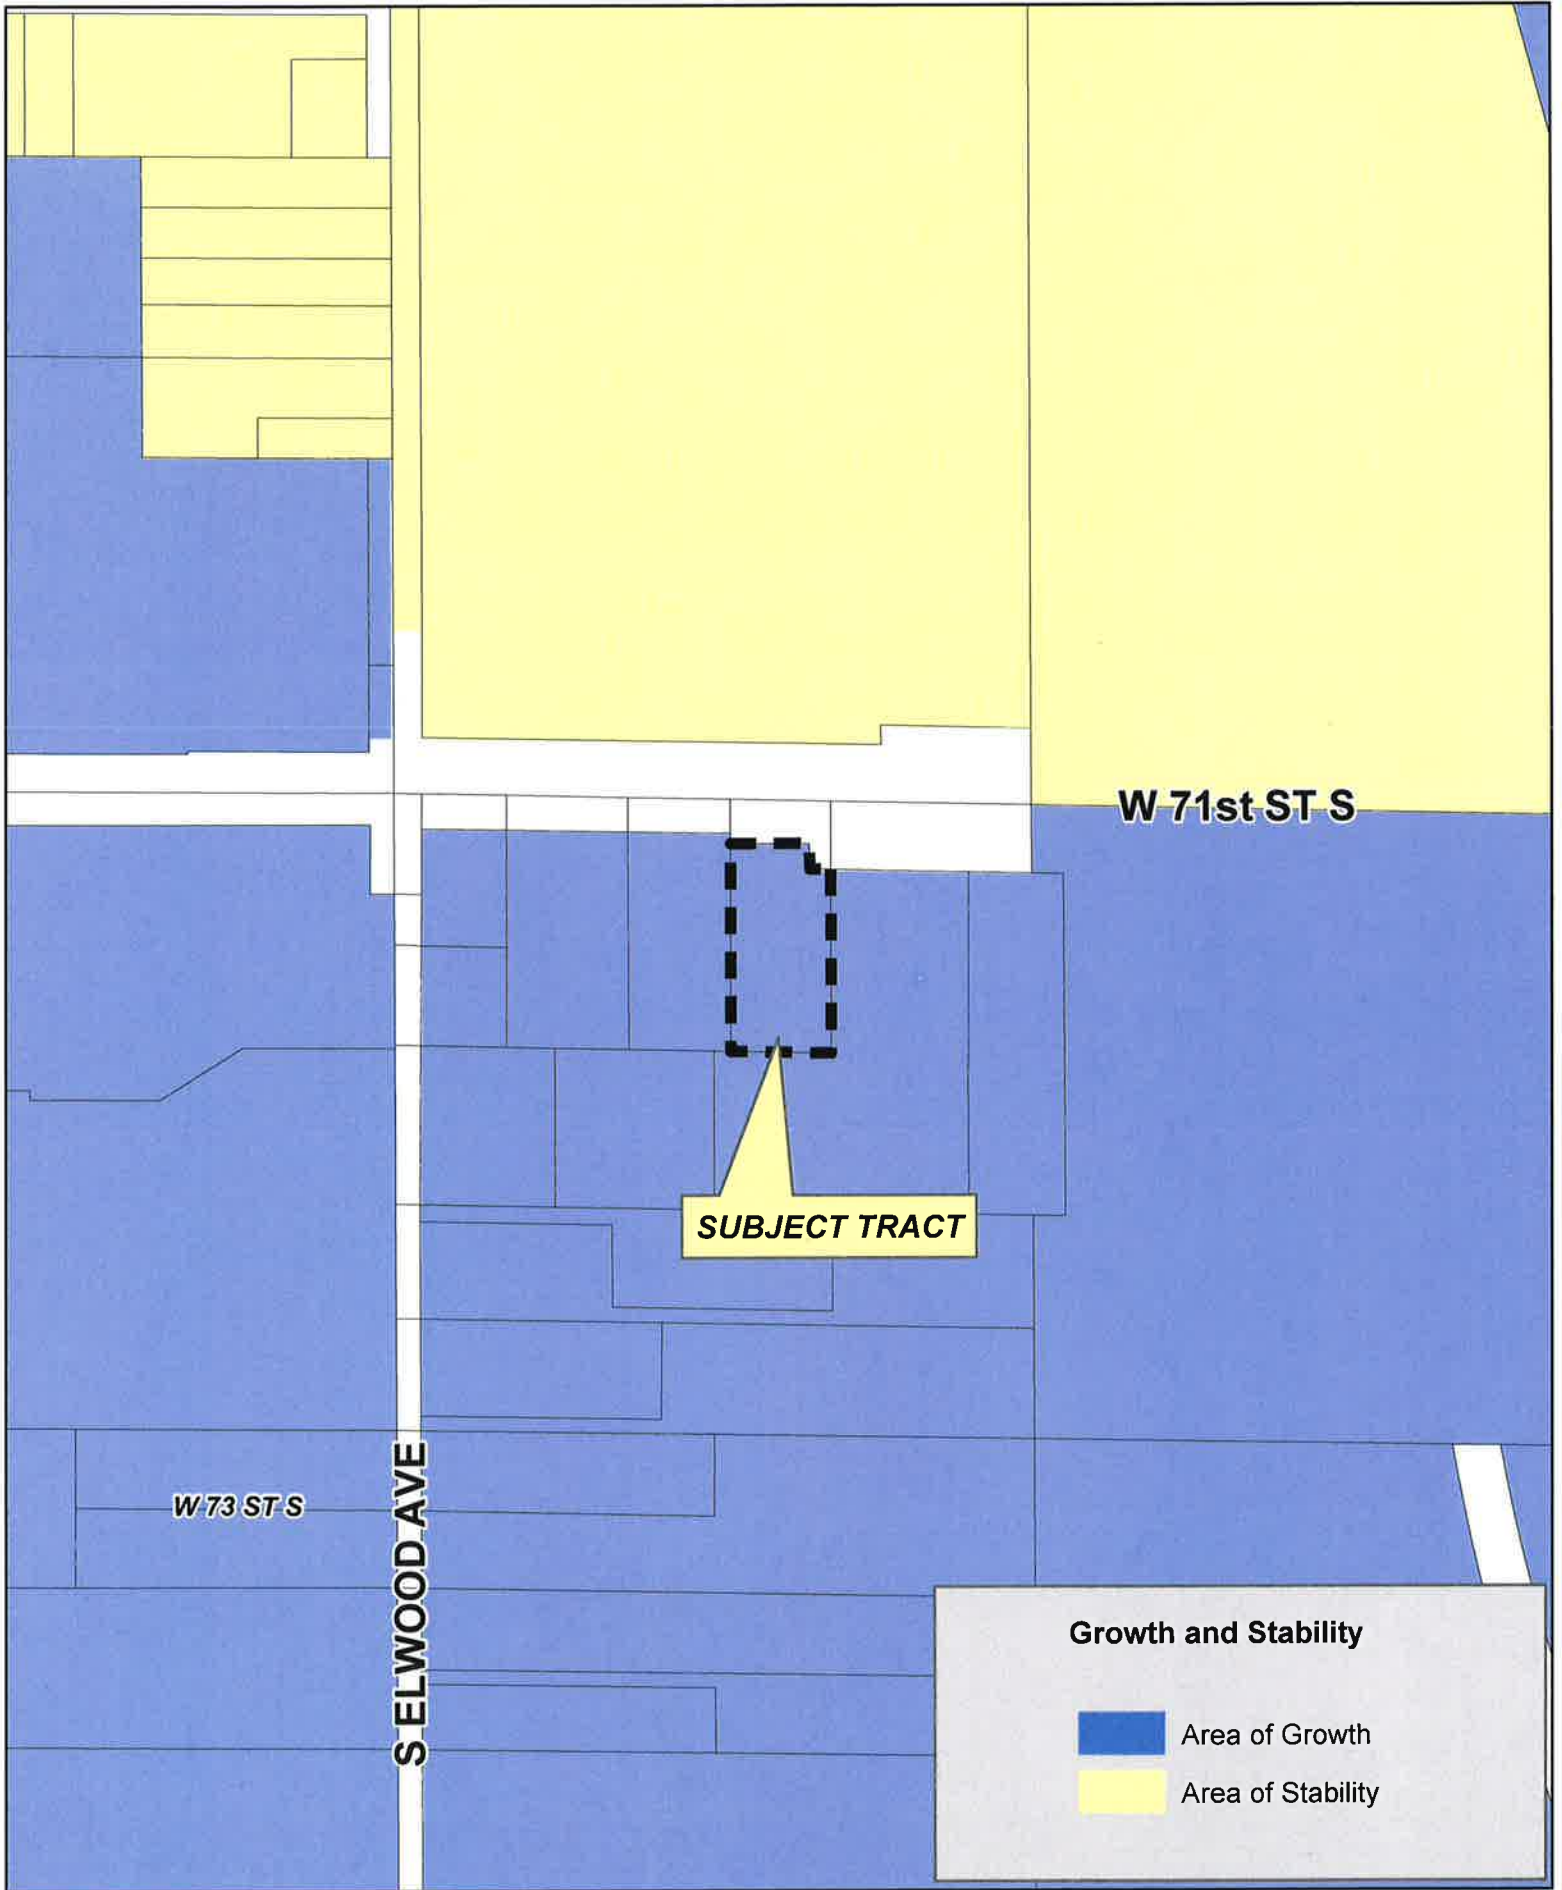 W 71st ST S
SUBJECT TRACT
W 73 ST S
S ELWOOD AVE
Growth and Stability
Area of Growth
Area of Stability